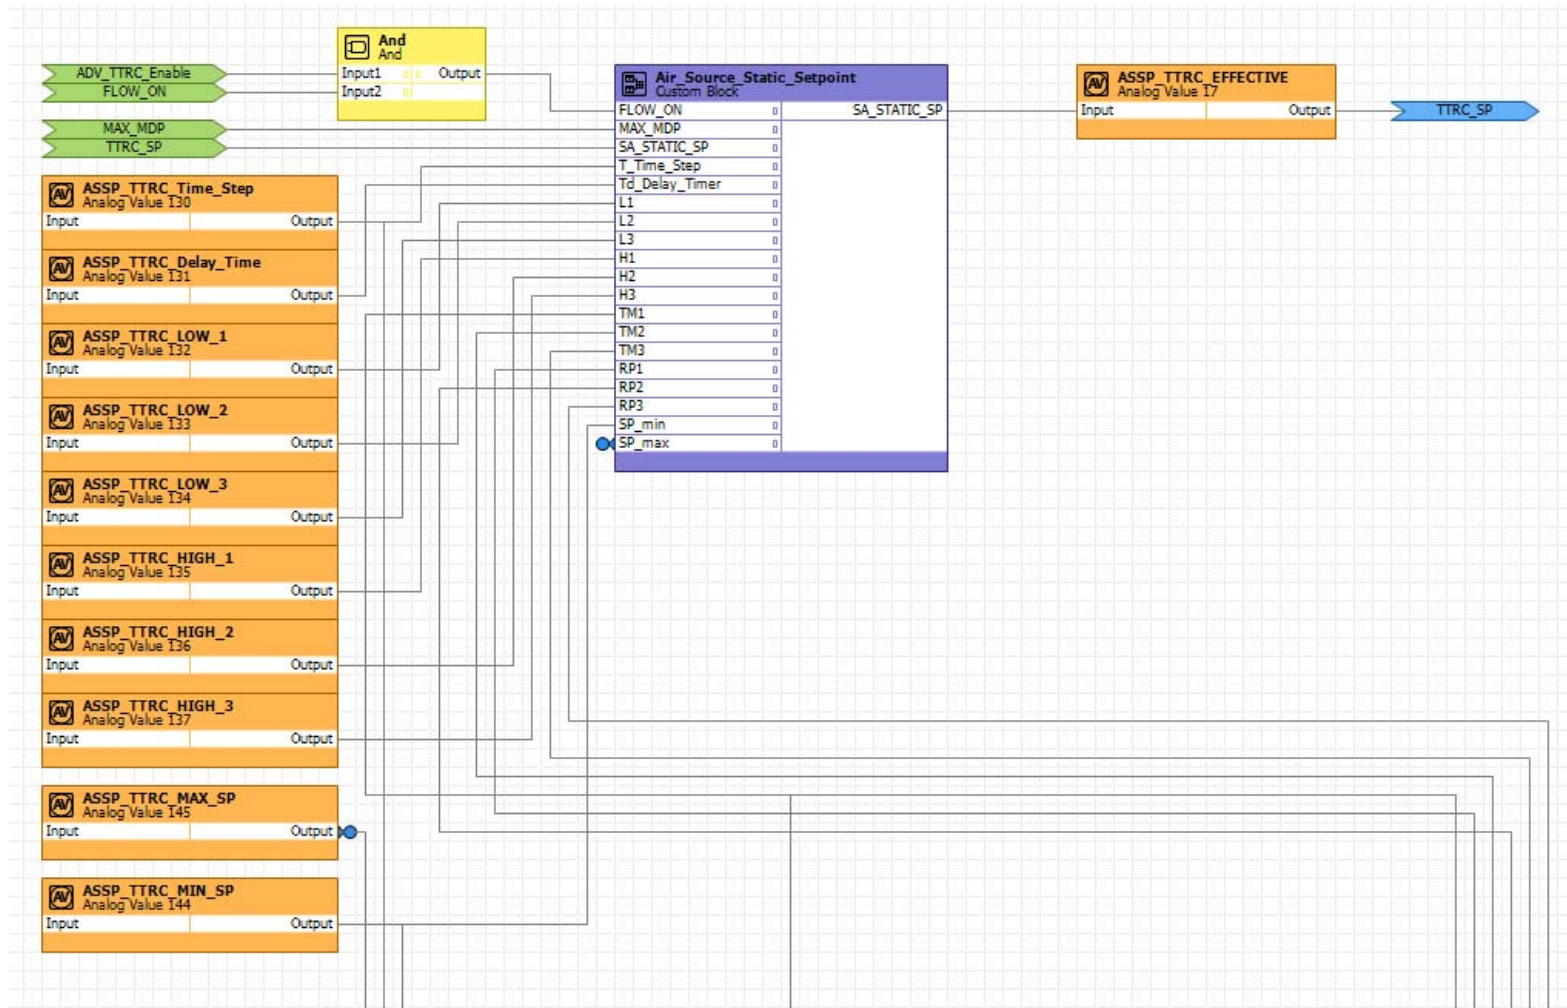 And
And
Input1
Output
Input2
ADV_TTRC_Enable
FLOW_ON
MAX_MDP
TTRC_SP
Air_Source_Static_Setpoint
Custom Block
FLOW_ON
SA_STATIC_SP
MAX_MDP
SA_STATIC_SP
T_Time_Step
Td_Delay_Timer
L1
L2
L3
H1
H2
H3
TM1
TM2
TM3
RP1
RP2
RP3
SP_min
SP_max
ASSP_TTRC_EFFECTIVE
Analog Value 17
Input
Output
TTRC_SP
ASSP_TTRC_Time_Step
Analog Value 130
Input
Output
ASSP_TTRC_Delay_Time
Analog Value 131
Input
Output
ASSP_TTRC_LOW_1
Analog Value 132
Input
Output
ASSP_TTRC_LOW_2
Analog Value 133
Input
Output
ASSP_TTRC_LOW_3
Analog Value 134
Input
Output
ASSP_TTRC_HIGH_1
Analog Value 135
Input
Output
ASSP_TTRC_HIGH_2
Analog Value 136
Input
Output
ASSP_TTRC_HIGH_3
Analog Value 137
Input
Output
ASSP_TTRC_MAX_SP
Analog Value 145
Input
Output
ASSP_TTRC_MIN_SP
Analog Value 144
Input
Output